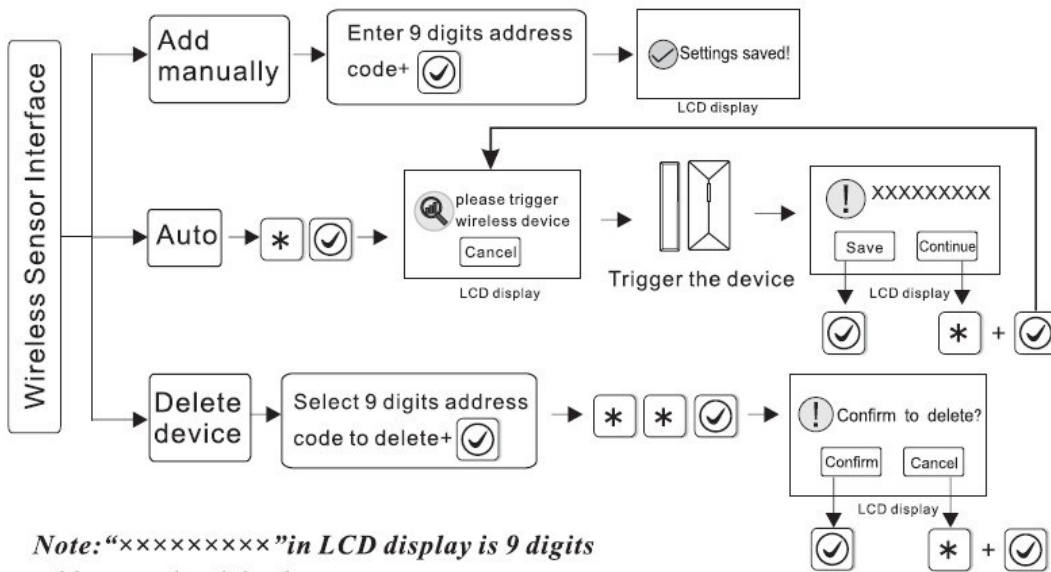 Wireless Sensor Interface
Add
manually
Enter 9 digits address
code+
Settings saved!
LCD display
Auto
*
please trigger
wireless device
Cancel
LCD display
Trigger the device
! XXXXXXXXX
Save Continue
LCD display
* +
Delete
device
Select 9 digits address
code to delete+
* *
! Confirm to delete?
Confirm Cancel
LCD display
* +
Note:“×××××××××”in LCD display is 9 digits